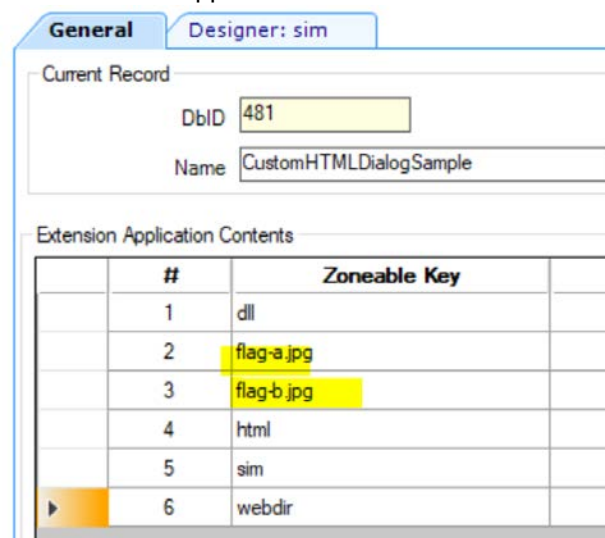 General Designer: sim
Current Record
DbID 481
Name CustomHTMLDialogSample
Extension Application Contents
# Zoneable Key
1 dll
2 flag-a.jpg
3 flag-b.jpg
4 html
5 sim
6 webdir